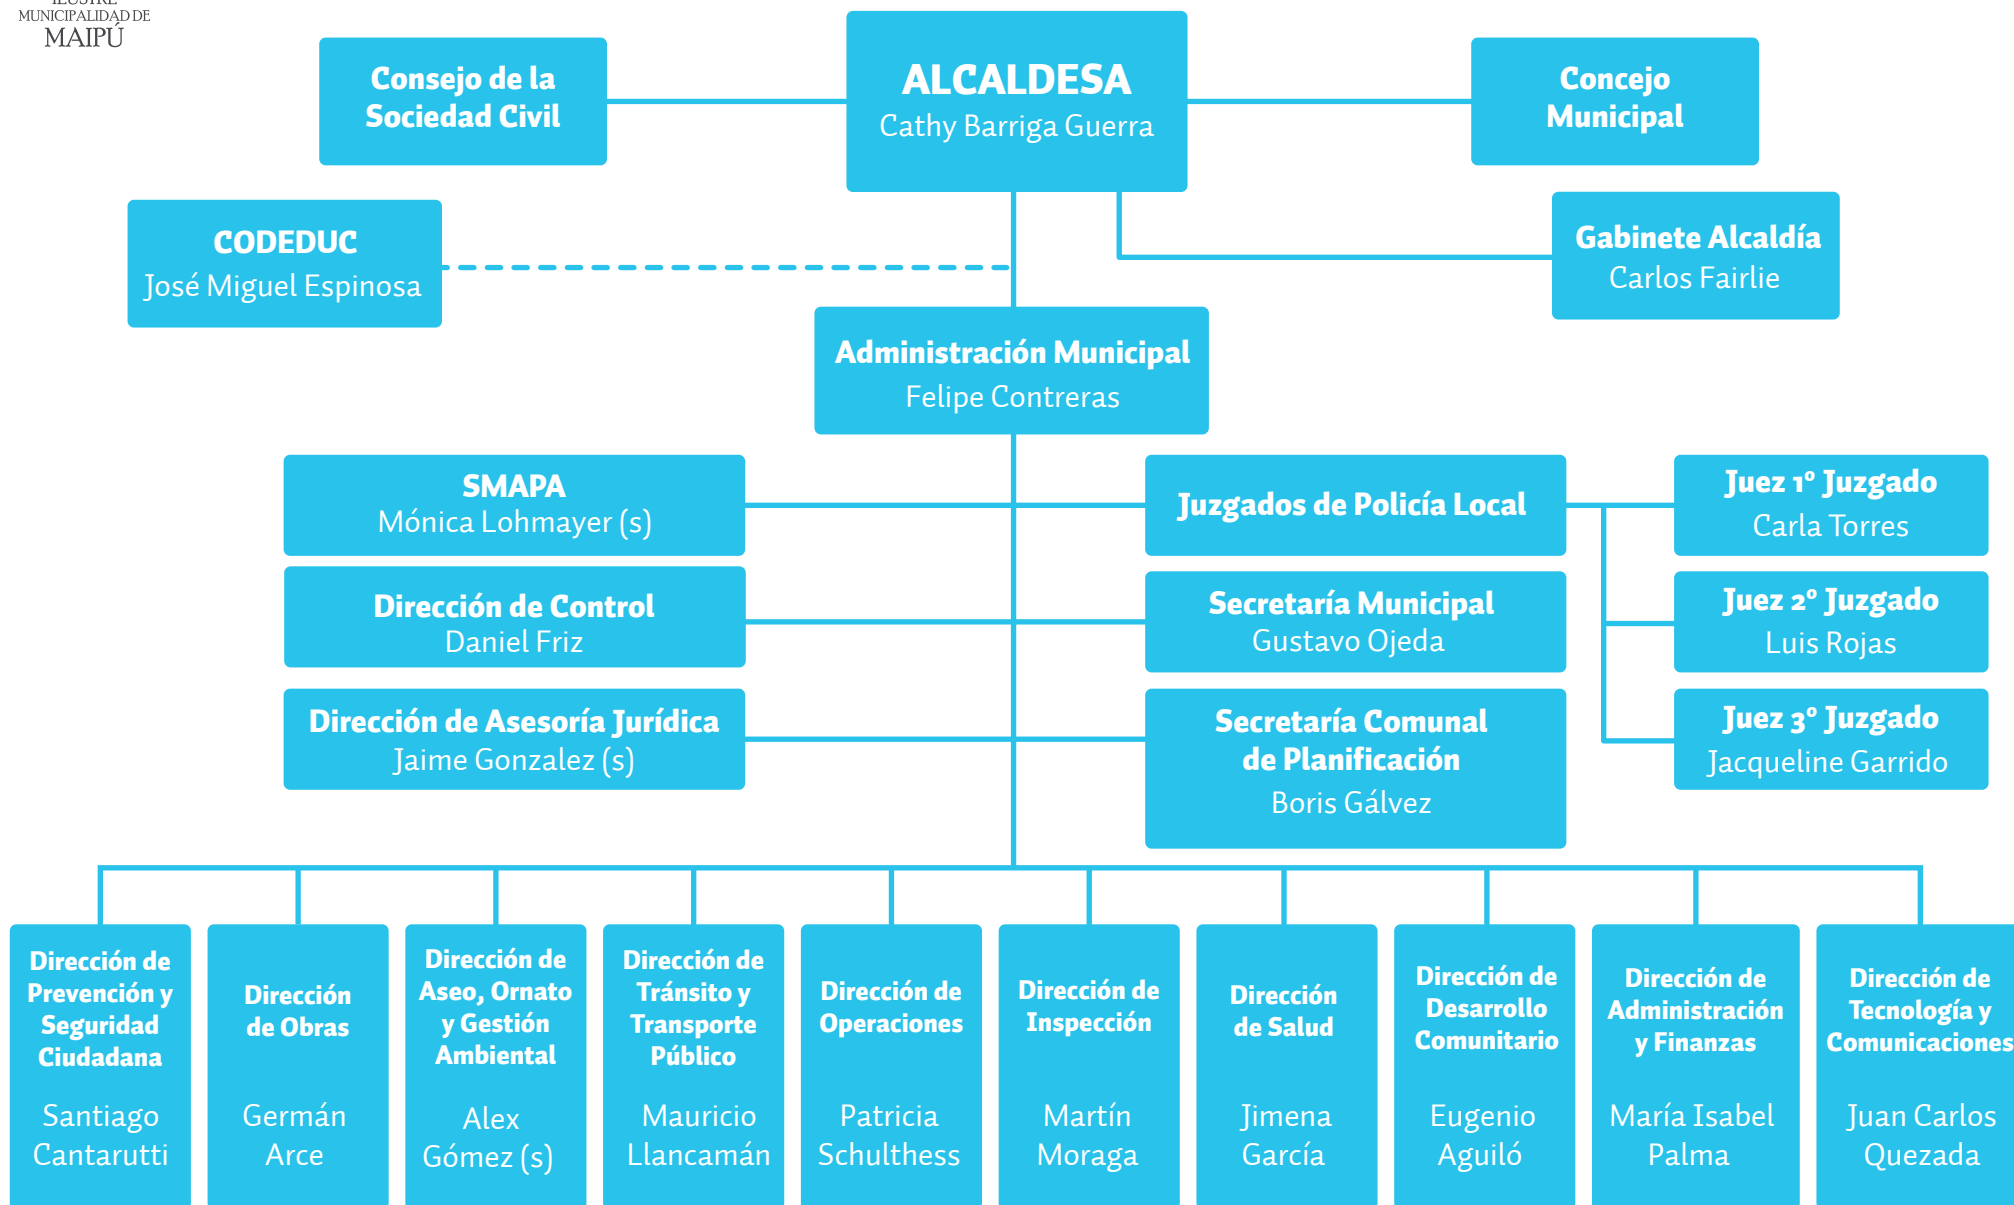 ILUSTRE
MUNICIPALIDAD DE
MAIPÚ
Consejo de la
Sociedad Civil
ALCALDESA
Cathy Barriga Guerra
Concejo
Municipal
CODEDUC
José Miguel Espinosa
Gabinete Alcaldía
Carlos Fairlie
Administración Municipal
Felipe Contreras
SMAPA
Mónica Lohmayer (s)
Juzgados de Policía Local
Juez 1º Juzgado
Carla Torres
Dirección de Control
Daniel Friz
Secretaría Municipal
Gustavo Ojeda
Juez 2º Juzgado
Luis Rojas
Dirección de Asesoría Jurídica
Jaime Gonzalez (s)
Secretaría Comunal
de Planificación
Boris Gálvez
Juez 3º Juzgado
Jacqueline Garrido
Dirección de
Prevención y
Seguridad
Ciudadana
Santiago
Cantarutti
Dirección
de Obras
Germán
Arce
Dirección de
Aseo, Ornato
y Gestión
Ambiental
Alex
Gómez (s)
Dirección de
Tránsito y
Transporte
Público
Mauricio
Llancamán
Dirección de
Operaciones
Patricia
Schulthess
Dirección de
Inspección
Martín
Moraga
Dirección
de Salud
Jimena
García
Dirección de
Desarrollo
Comunitario
Eugenio
Aguiló
Dirección de
Administración
y Finanzas
María Isabel
Palma
Dirección de
Tecnología y
Comunicaciones
Juan Carlos
Quezada